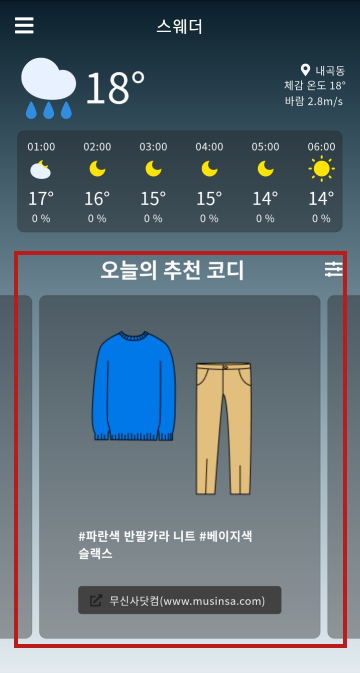 스웨더
18°
내곡동
체감 온도 18°
바람 2.8m/s
01:00 02:00 03:00 04:00 05:00 06:00
17° 16° 15° 15° 14° 14°
0 % 0 % 0 % 0 % 0 % 0 %
오늘의 추천 코디
#파란색 반팔카라 니트 #베이지색
슬랙스
무신사닷컴(www.musinsa.com)